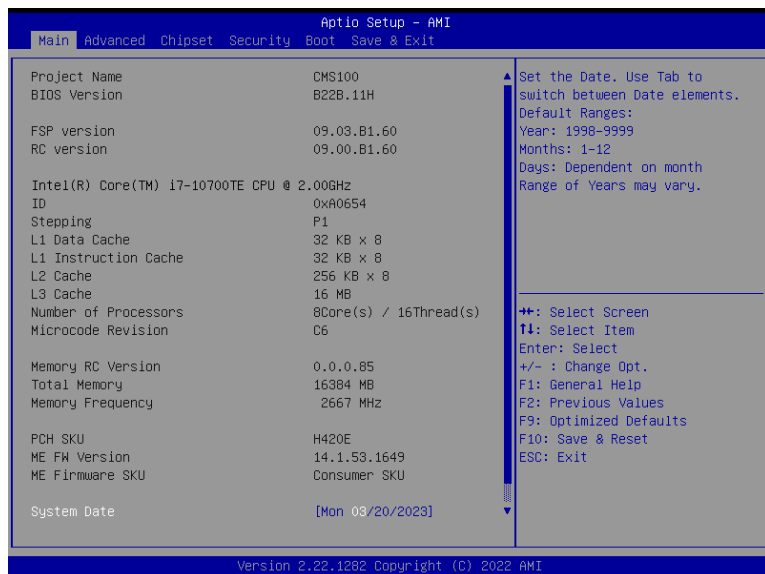 Aptio Setup – AMI
Main Advanced Chipset Security Boot Save & Exit
Project Name CMS100
BIOS Version B22B.11H
FSP version 09.03.B1.60
RC version 09.00.B1.60
Intel(R) Core(TM) i7-10700TE CPU @ 2.00GHz
ID 0xA0654
Stepping P1
L1 Data Cache 32 KB x 8
L1 Instruction Cache 32 KB x 8
L2 Cache 256 KB x 8
L3 Cache 16 MB
Number of Processors 8Core(s) / 16Thread(s)
Microcode Revision C6
Memory RC Version 0.0.0.85
Total Memory 16384 MB
Memory Frequency 2667 MHz
PCH SKU H420E
ME FW Version 14.1.53.1649
ME Firmware SKU Consumer SKU
System Date [Mon 03/20/2023]
Set the Date. Use Tab to
switch between Date elements.
Default Ranges:
Year: 1998-9999
Months: 1-12
Days: Dependent on month
Range of Years may vary.
→←: Select Screen
↑↓: Select Item
Enter: Select
+/- : Change Opt.
F1: General Help
F2: Previous Values
F9: Optimized Defaults
F10: Save & Reset
ESC: Exit
Version 2.22.1282 Copyright (C) 2022 AMI